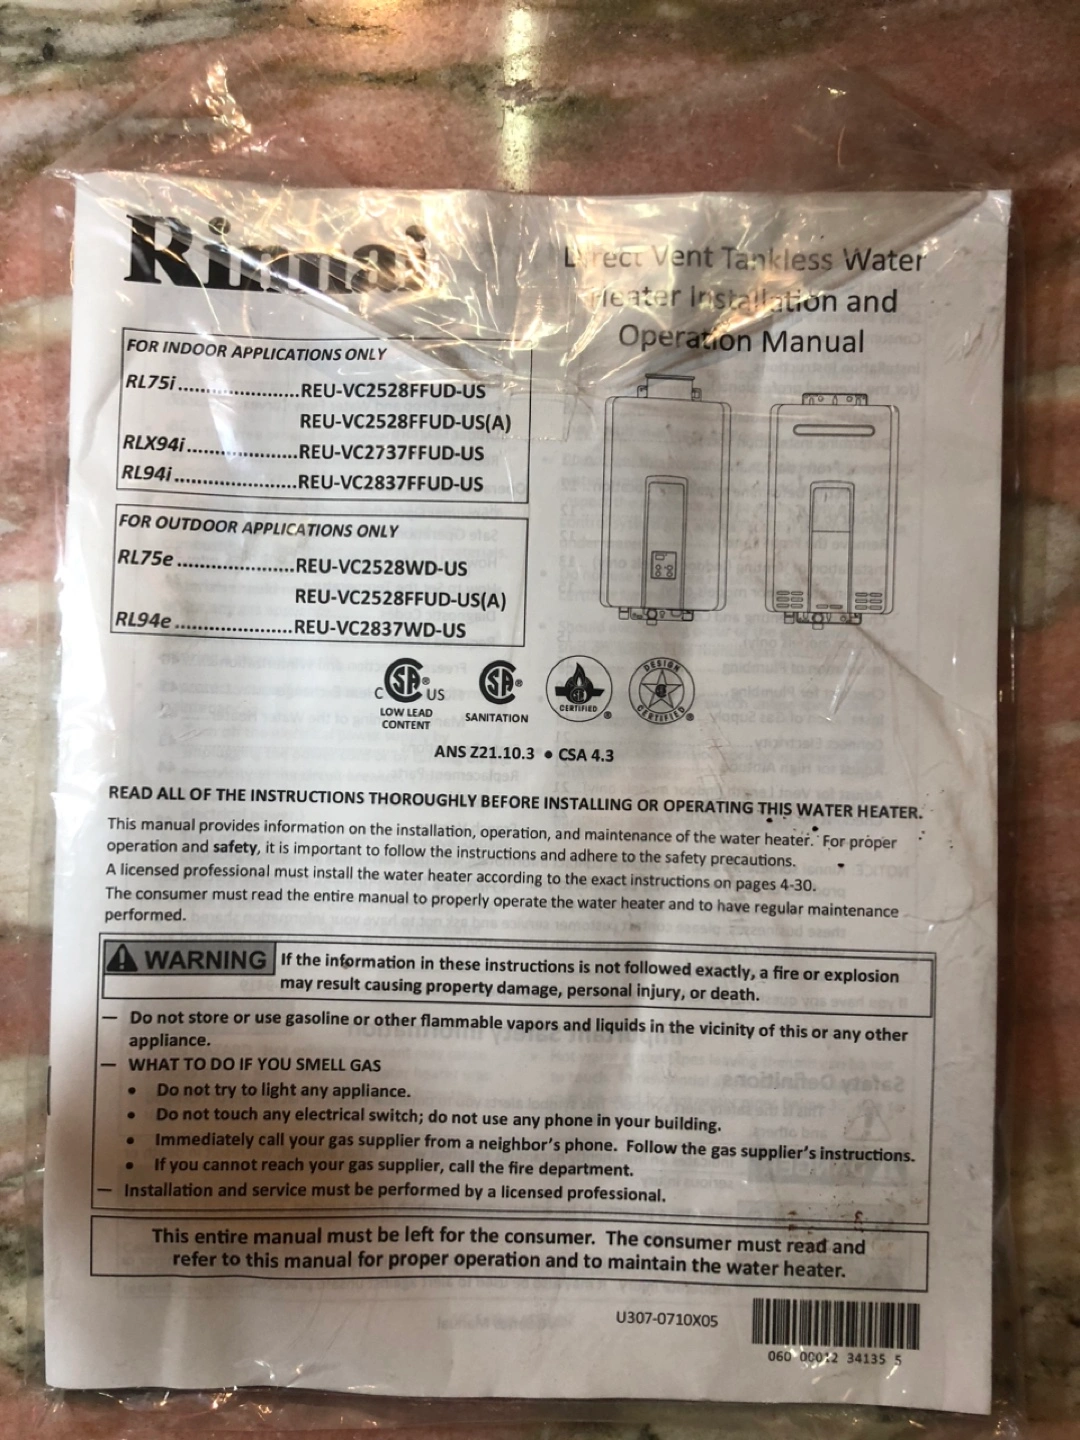 Rinnai
Direct Vent Tankless Water
Heater Installation and
Operation Manual
FOR INDOOR APPLICATIONS ONLY
RL75i......................REU-VC2528FFUD-US
REU-VC2528FFUD-US(A)
RLX94i....................REU-VC2737FFUD-US
RL94i......................REU-VC2837FFUD-US
FOR OUTDOOR APPLICATIONS ONLY
RL75e ......................REU-VC2528WD-US
REU-VC2528FFUD-US(A)
RL94e ......................REU-VC2837WD-US
C SA ® US
LOW LEAD
CONTENT
SA ®
SANITATION
CERTIFIED ®
DESIGN
CERTIFIED ®
ANS Z21.10.3 • CSA 4.3
READ ALL OF THE INSTRUCTIONS THOROUGHLY BEFORE INSTALLING OR OPERATING THIS WATER HEATER.
This manual provides information on the installation, operation, and maintenance of the water heater. For proper
operation and safety, it is important to follow the instructions and adhere to the safety precautions.
A licensed professional must install the water heater according to the exact instructions on pages 4-30.
The consumer must read the entire manual to properly operate the water heater and to have regular maintenance
performed.
WARNING
If the information in these instructions is not followed exactly, a fire or explosion
may result causing property damage, personal injury, or death.
— Do not store or use gasoline or other flammable vapors and liquids in the vicinity of this or any other
appliance.
— WHAT TO DO IF YOU SMELL GAS
• Do not try to light any appliance.
• Do not touch any electrical switch; do not use any phone in your building.
• Immediately call your gas supplier from a neighbor's phone. Follow the gas supplier's instructions.
• If you cannot reach your gas supplier, call the fire department.
— Installation and service must be performed by a licensed professional.
This entire manual must be left for the consumer. The consumer must read and
refer to this manual for proper operation and to maintain the water heater.
U307-0710X05
060 00012 34135 5